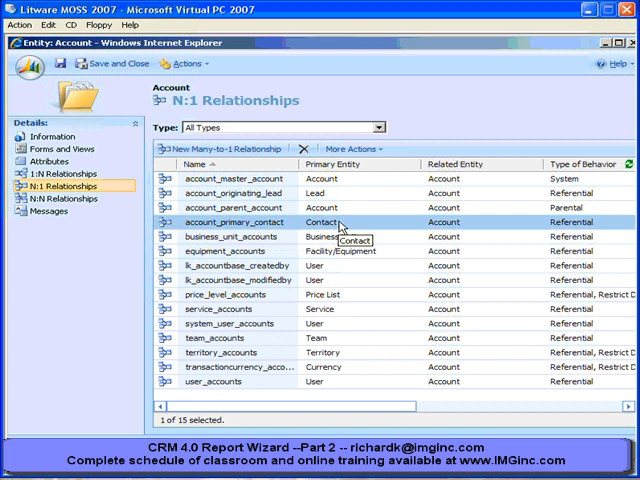 Litware MOSS 2007 - Microsoft Virtual PC 2007
Action Edit CD Floppy Help
Entity: Account - Windows Internet Explorer
Save and Close Actions Help
Account
N:1 Relationships
Details:
Information
Forms and Views
Attributes
1:N Relationships
N:1 Relationships
N:N Relationships
Messages
Type: All Types
New Many-to-1 Relationship More Actions
Name Primary Entity Related Entity Type of Behavior
account_master_account Account Account System
account_originating_lead Lead Account Referential
account_parent_account Account Account Parental
account_primary_contact Contact Account Referential
business_unit_accounts Business Account Referential
Contact
equipment_accounts Facility/Equipment Account Referential
lk_accountbase_createdby User Account Referential
lk_accountbase_modifiedby User Account Referential
price_level_accounts Price List Account Referential, Restrict D
service_accounts Service Account Referential
system_user_accounts User Account Referential
team_accounts Team Account Referential
territory_accounts Territory Account Referential, Restrict D
transactioncurrency_acco... Currency Account Referential
user_accounts User Account Referential
1 of 15 selected.
CRM 4.0 Report Wizard --Part 2 -- richardk@imginc.com
Complete schedule of classroom and online training available at www.IMGinc.com